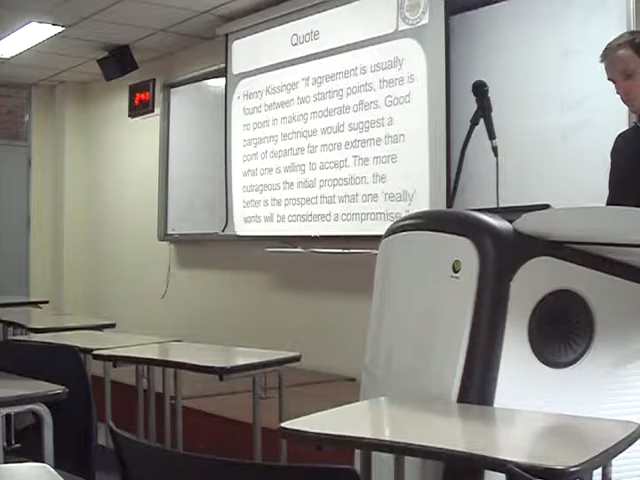 Quote
• Henry Kissinger "If agreement is usually
found between two starting points, there is
no point in making moderate offers. Good
bargaining technique would suggest a
point of departure far more extreme than
what one is willing to accept. The more
outrageous the initial proposition, the
better is the prospect that what one 'really'
wants will be considered a compromise."